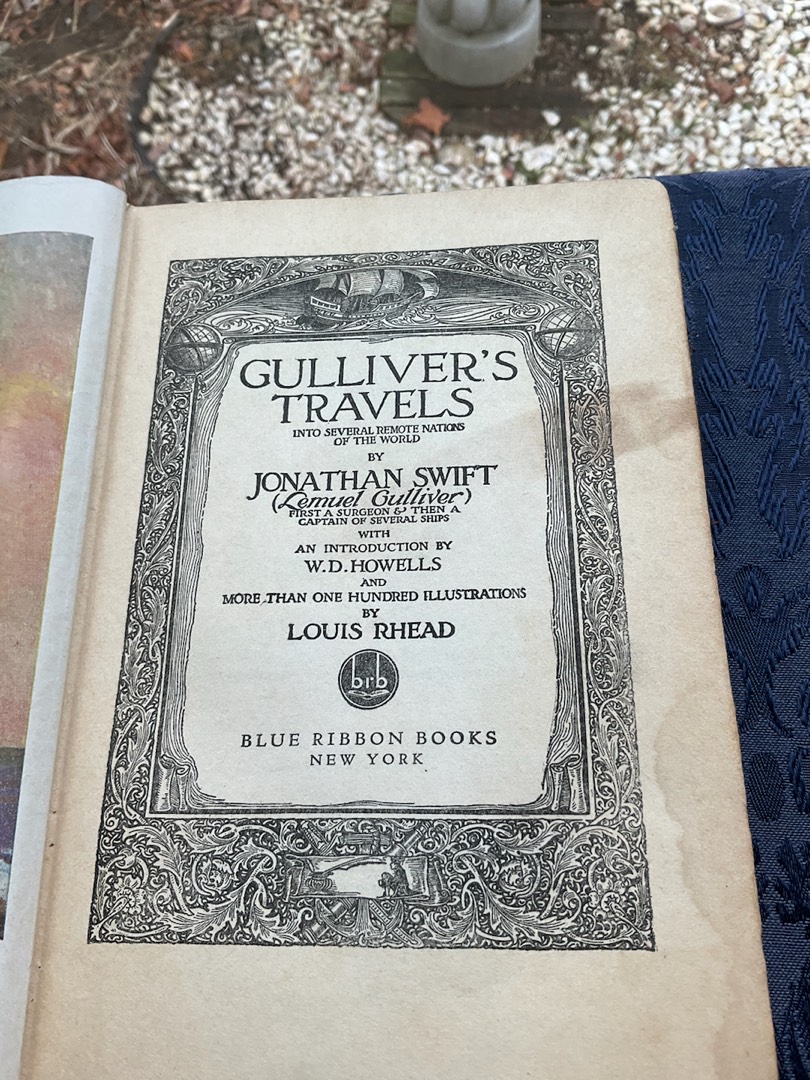 GULLIVER'S
TRAVELS
INTO SEVERAL REMOTE NATIONS
OF THE WORLD
BY
JONATHAN SWIFT
(Lemuel Gulliver)
FIRST A SURGEON & THEN A
CAPTAIN OF SEVERAL SHIPS
WITH
AN INTRODUCTION BY
W.D.HOWELLS
AND
MORE THAN ONE HUNDRED ILLUSTRATIONS
BY
LOUIS RHEAD
brb
BLUE RIBBON BOOKS
NEW YORK